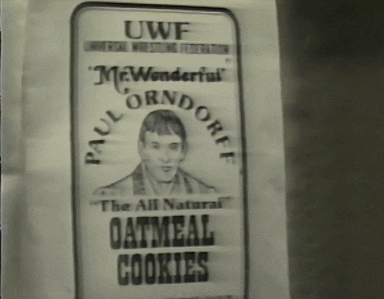 UWF
UNIVERSAL WRESTLING FEDERATION
"Mr. Wonderful"
PAUL ORNDORFF
"The All Natural"
OATMEAL
COOKIES